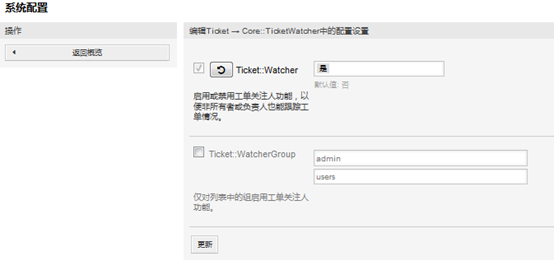 系统配置
操作
返回概览
编辑Ticket → Core::TicketWatcher中的配置设置
Ticket::Watcher
是
默认值: 否
启用或禁用工单关注人功能，以
便非所有者或负责人也能跟踪工
单情况。
Ticket::WatcherGroup
admin
users
仅对列表中的组启用工单关注人
功能。
更新